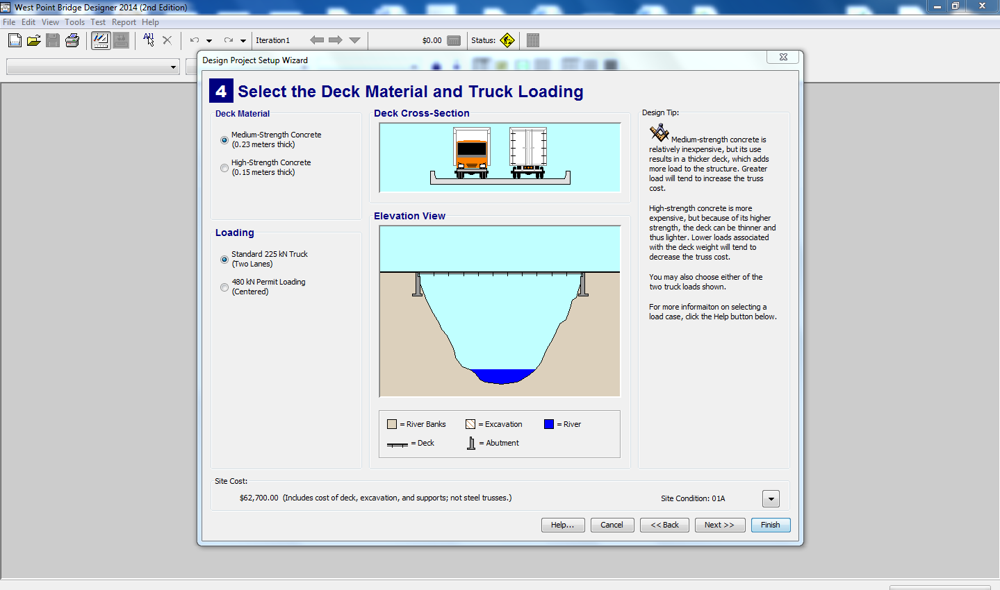 West Point Bridge Designer 2014 (2nd Edition)
File Edit View Tools Test Report Help
Iteration1 $0.00 Status:
Design Project Setup Wizard
4 Select the Deck Material and Truck Loading
Deck Material
Medium-Strength Concrete
(0.23 meters thick)
High-Strength Concrete
(0.15 meters thick)
Loading
Standard 225 kN Truck
(Two Lanes)
480 kN Permit Loading
(Centered)
Deck Cross-Section
Elevation View
= River Banks = Excavation = River
= Deck = Abutment
Design Tip:
Medium-strength concrete is
relatively inexpensive, but its use
results in a thicker deck, which adds
more load to the structure. Greater
load will tend to increase the truss
cost.
High-strength concrete is more
expensive, but because of its higher
strength, the deck can be thinner and
thus lighter. Lower loads associated
with the deck weight will tend to
decrease the truss cost.
You may also choose either of the
two truck loads shown.
For more informaiton on selecting a
load case, click the Help button below.
Site Cost:
$62,700.00 (Includes cost of deck, excavation, and supports; not steel trusses.) Site Condition: 01A
Help... Cancel << Back Next >> Finish